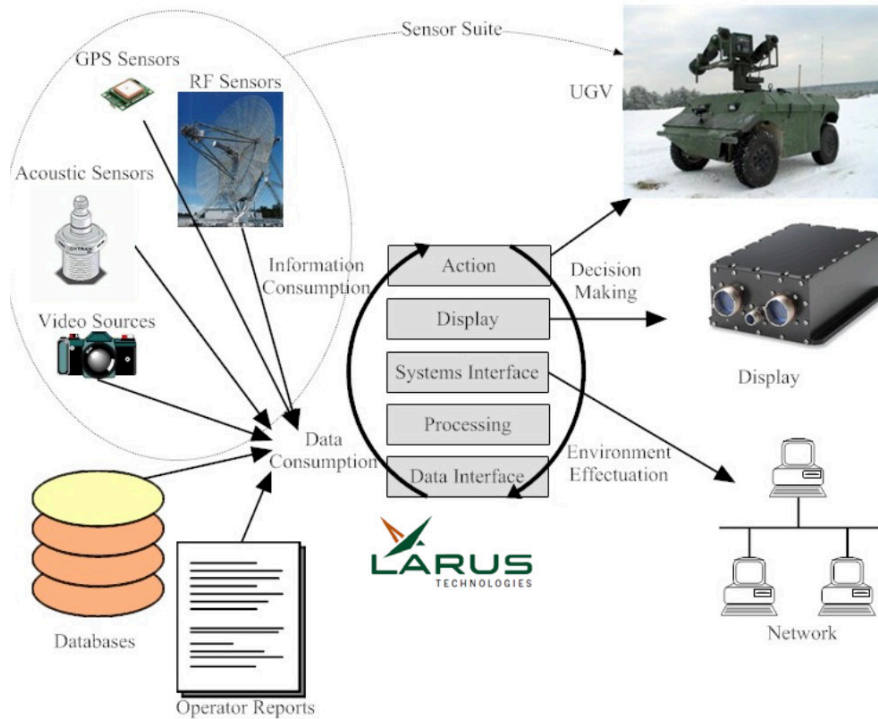 Sensor Suite
GPS Sensors
RF Sensors
UGV
Acoustic Sensors
Information
Consumption
Action
Decision
Making
Display
Video Sources
Systems Interface
Display
Processing
Data
Consumption
Environment
Effectuation
Data Interface
LARUS
TECHNOLOGIES
Databases
Network
Operator Reports